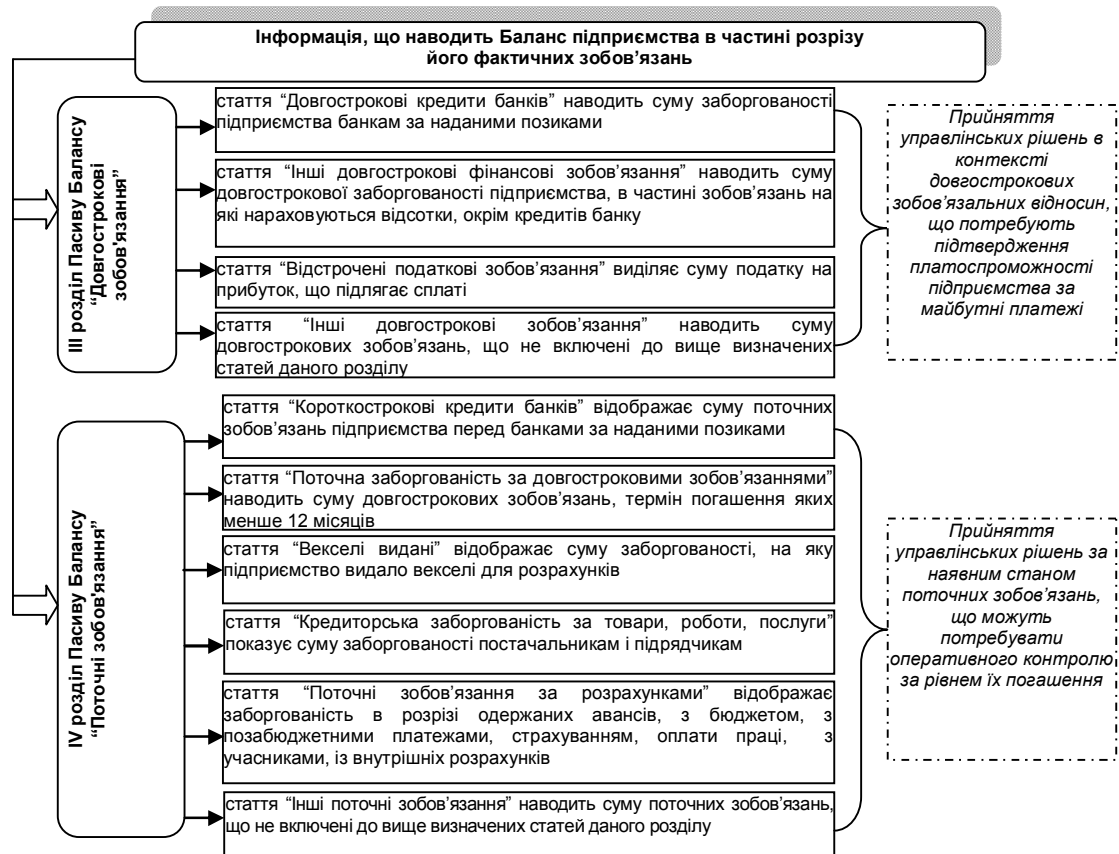 Інформація, що наводить Баланс підприємства в частині розрізу
його фактичних зобов’язань
III розділ Пасиву Балансу
“Довгострокові
зобов'язання”
стаття “Довгострокові кредити банків” наводить суму заборгованості
підприємства банкам за наданими позиками
стаття “Інші довгострокові фінансові зобов’язання” наводить суму
довгострокової заборгованості підприємства, в частині зобов’язань на
які нараховуються відсотки, окрім кредитів банку
стаття “Відстрочені податкові зобов’язання” виділяє суму податку на
прибуток, що підлягає сплаті
стаття “Інші довгострокові зобов’язання” наводить суму
довгострокових зобов’язань, що не включені до вище визначених
статей даного розділу
Прийняття
управлінських рішень в
контексті
довгострокових
зобов’язальних відносин,
що потребують
підтвердження
платоспроможності
підприємства за
майбутні платежі
IV розділ Пасиву Балансу
“Поточні зобов'язання”
стаття “Короткострокові кредити банків” відображає суму поточних
зобов’язань підприємства перед банками за наданими позиками
стаття “Поточна заборгованість за довгостроковими зобов’язаннями”
наводить суму довгострокових зобов’язань, термін погашення яких
менше 12 місяців
стаття “Векселі видані” відображає суму заборгованості, на яку
підприємство видало векселі для розрахунків
стаття “Кредиторська заборгованість за товари, роботи, послуги”
показує суму заборгованості постачальникам і підрядчикам
стаття “Поточні зобов’язання за розрахунками” відображає
заборгованість в розрізі одержаних авансів, з бюджетом, з
позабюджетними платежами, страхуванням, оплати праці, з
учасниками, із внутрішніх розрахунків
стаття “Інші поточні зобов’язання” наводить суму поточних зобов’язань,
що не включені до вище визначених статей даного розділу
Прийняття
управлінських рішень за
наявним станом
поточних зобов’язань,
що можуть
потребувати
оперативного контролю
за рівнем їх погашення